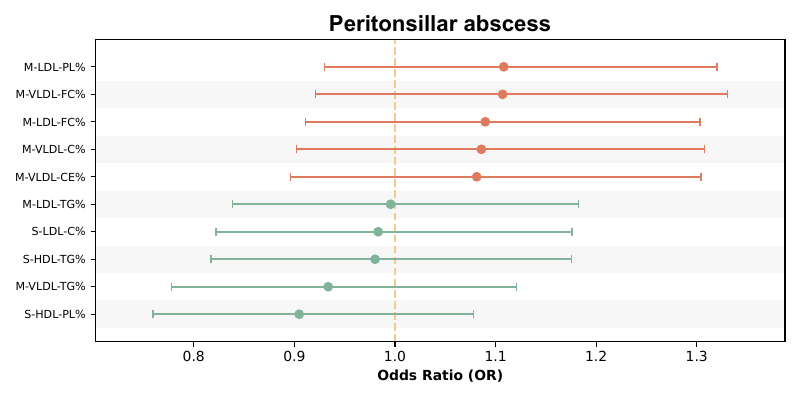 Peritonsillar abscess
M-LDL-PL%
M-VLDL-FC%
M-LDL-FC%
M-VLDL-C%
M-VLDL-CE%
M-LDL-TG%
S-LDL-C%
S-HDL-TG%
M-VLDL-TG%
S-HDL-PL%
0.8 0.9 1.0 1.1 1.2 1.3
Odds Ratio (OR)